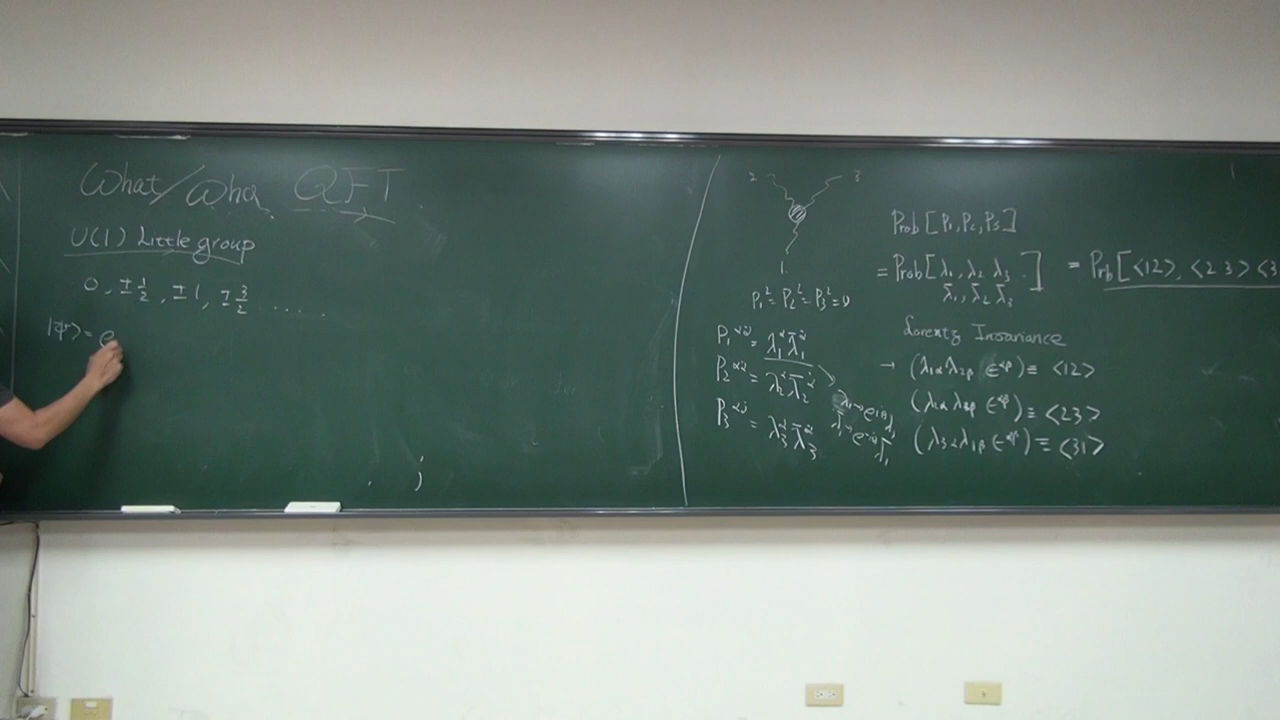 What/Wha QFT
U(1) Little group
0, ±1/2, ±1, ±3/2 ......
|ψ> = e
2 3
1
P₁² = P₂² = P₃² = 0
P₁^αα̇ = λ₁^α λ̄₁^α̇
P₂^αα̇ = λ₂^α λ̄₂^α̇
P₃^αα̇ = λ₃^α λ̄₃^α̇
Prob [P₁, P₂, P₃]
= Prob [λ₁, λ₂ λ₃ λ̄₁, λ̄₂ λ̄₃] = Prb [<12>, <23> <3
Lorentz Invariance
→ (λ₁α λ₂β ε^αβ) ≡ <12>
(λ₂α λ₃β ε^αβ) ≡ <23>
(λ₃α λ₁β ε^αβ) ≡ <31>